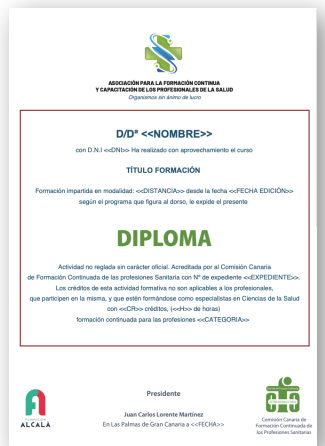 ASOCIACIÓN PARA LA FORMACIÓN CONTINUA
Y CAPACITACIÓN DE LOS PROFESIONALES DE LA SALUD
Organismos sin ánimo de lucro
D/Dª <<NOMBRE>>
con D.N.I <<DNI>> Ha realizado con aprovechamiento el curso
TÍTULO FORMACIÓN
Formación impartida en modalidad: <<DISTANCIA>> desde la fecha <<FECHA EDICIÓN>>
según el programa que figura al dorso, le expide el presente
DIPLOMA
Actividad no reglada sin carácter oficial. Acreditada por al Comisión Canaria
de Formación Continuada de las profesiones Sanitaria con Nº de expediente <<EXPEDIENTE>>.
Los créditos de esta actividad formativa no son aplicables a los profesionales,
que participen en la misma, y que estén formándose como especialistas en Ciencias de la Salud
con <<CR>> créditos, (<<H>> de horas)
formación continuada para las profesiones <<CATEGORIA>>
Presidente
Juan Carlos Lorente Martínez
En Las Palmas de Gran Canaria a <<FECHA>>
FORMACIÓN
ALCALÁ
Comisión Canaria de
Formación Continuada de
las Profesiones Sanitarias